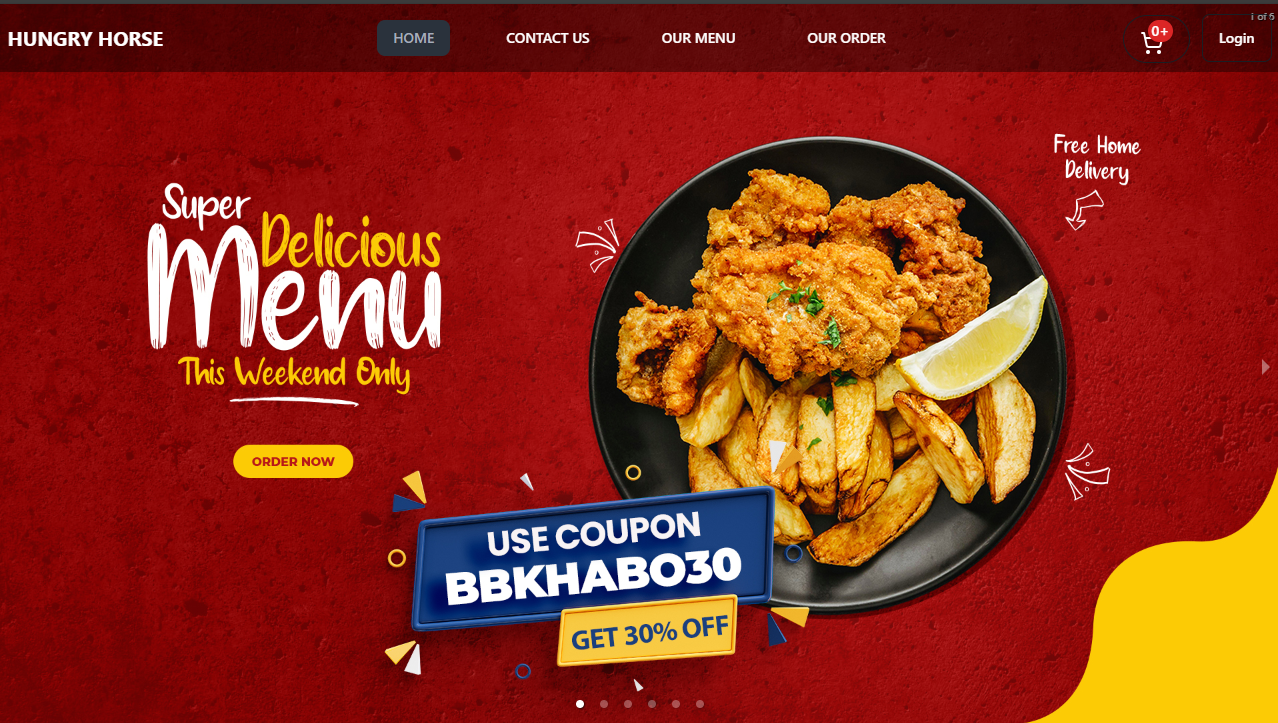 HUNGRY HORSE
HOME
CONTACT US
OUR MENU
OUR ORDER
0+
Login
1 of 6
Free Home
Delivery
Super
Delicious
Menu
This Weekend Only
ORDER NOW
USE COUPON
BBKHABO30
GET 30% OFF